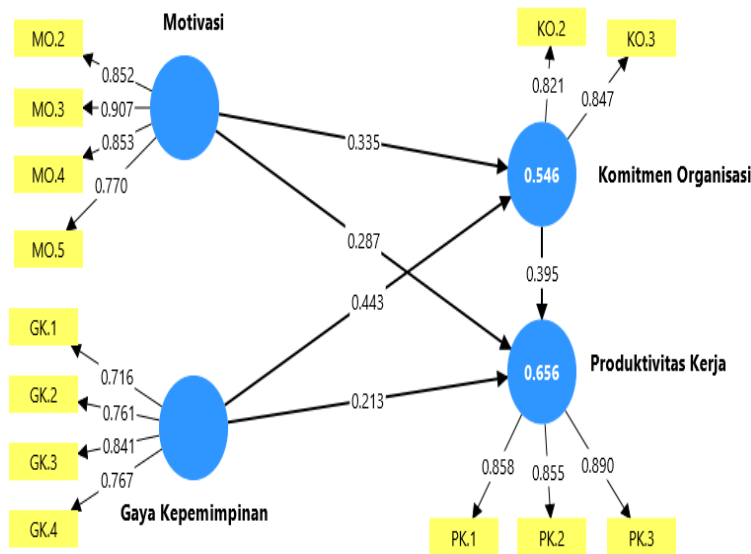 Motivasi
MO.2
MO.3
MO.4
MO.5
0.852
0.907
0.853
0.770
KO.2
KO.3
0.821
0.847
0.335
0.546
Komitmen Organisasi
0.287
0.443
0.395
GK.1
GK.2
GK.3
GK.4
0.716
0.761
0.841
0.767
Gaya Kepemimpinan
0.213
0.656
Produktivitas Kerja
0.858
0.855
0.890
PK.1
PK.2
PK.3